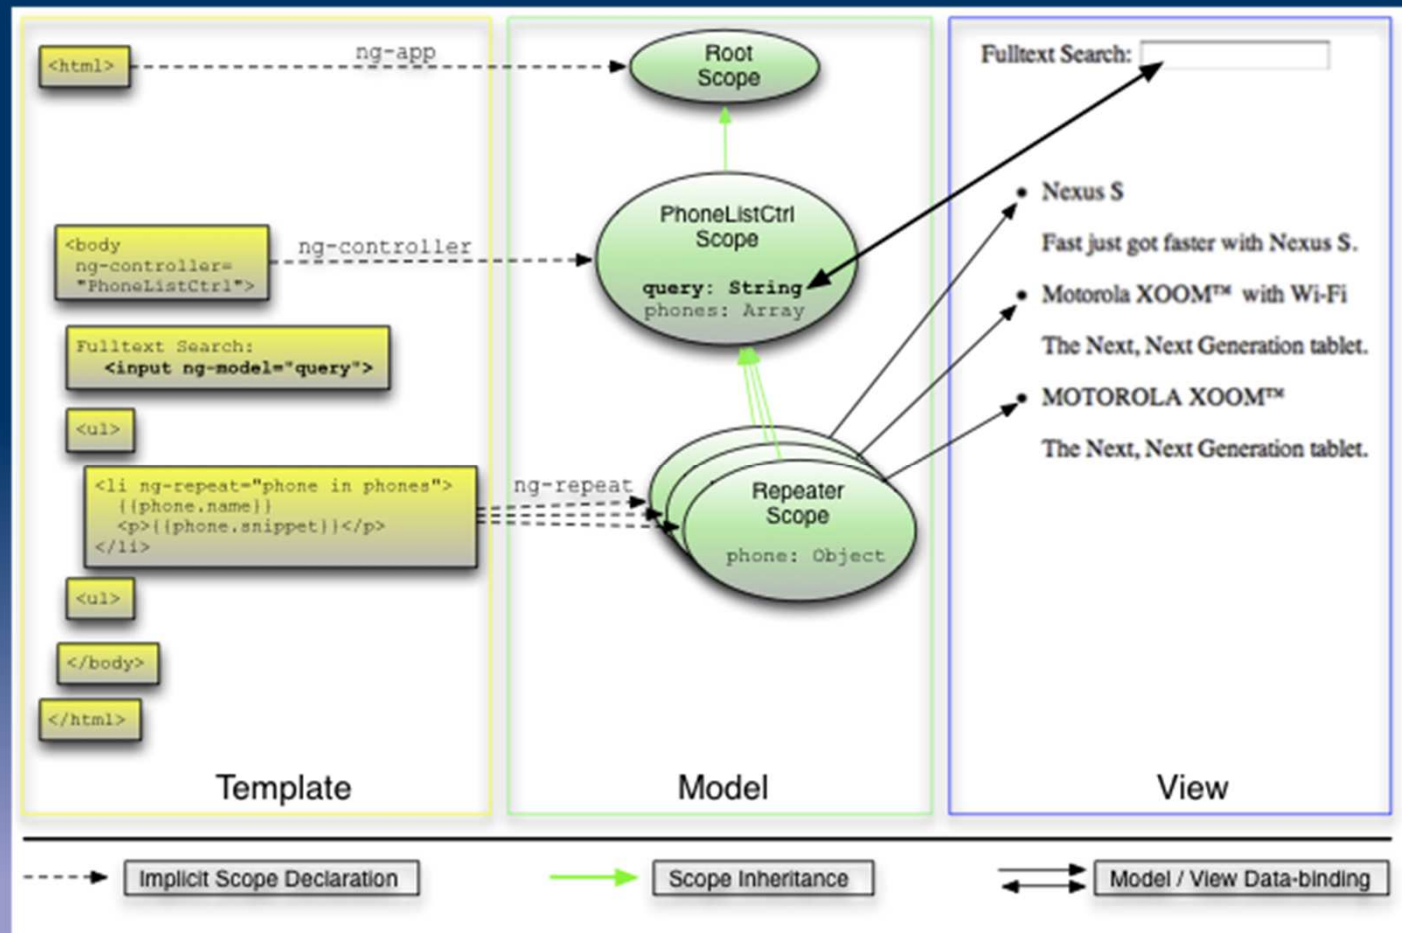 <html>
ng-app
Root
Scope
Fulltext Search:
<body
ng-controller=
"PhoneListCtrl">
ng-controller
PhoneListCtrl
Scope
query: String
phones: Array
Fulltext Search:
<input ng-model="query">
<ul>
<li ng-repeat="phone in phones">
{{phone.name}}
<p>{{phone.snippet}}</p>
</li>
ng-repeat
Repeater
Scope
phone: Object
<ul>
</body>
</html>
Nexus S
Fast just got faster with Nexus S.
Motorola XOOM™ with Wi-Fi
The Next, Next Generation tablet.
MOTOROLA XOOM™
The Next, Next Generation tablet.
Template
Model
View
Implicit Scope Declaration
Scope Inheritance
Model / View Data-binding